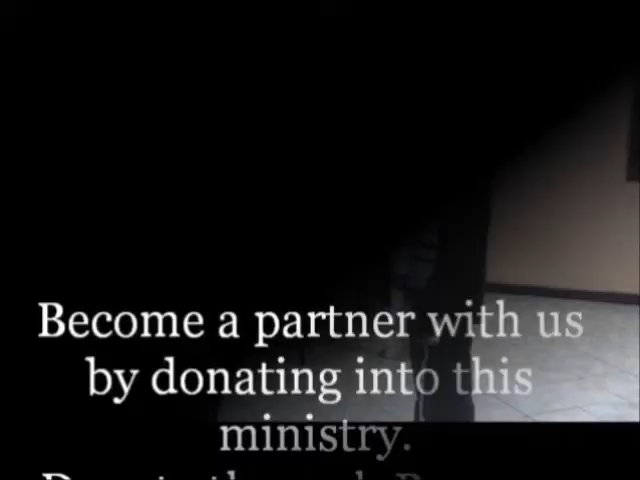 Become a partner with us
by donating into this
ministry.